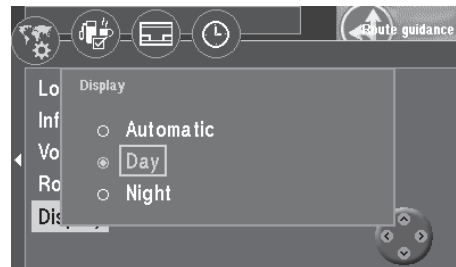 Route guidance
Lo
Display
Inf
Automatic
Vo
Day
Ro
Night
Dis